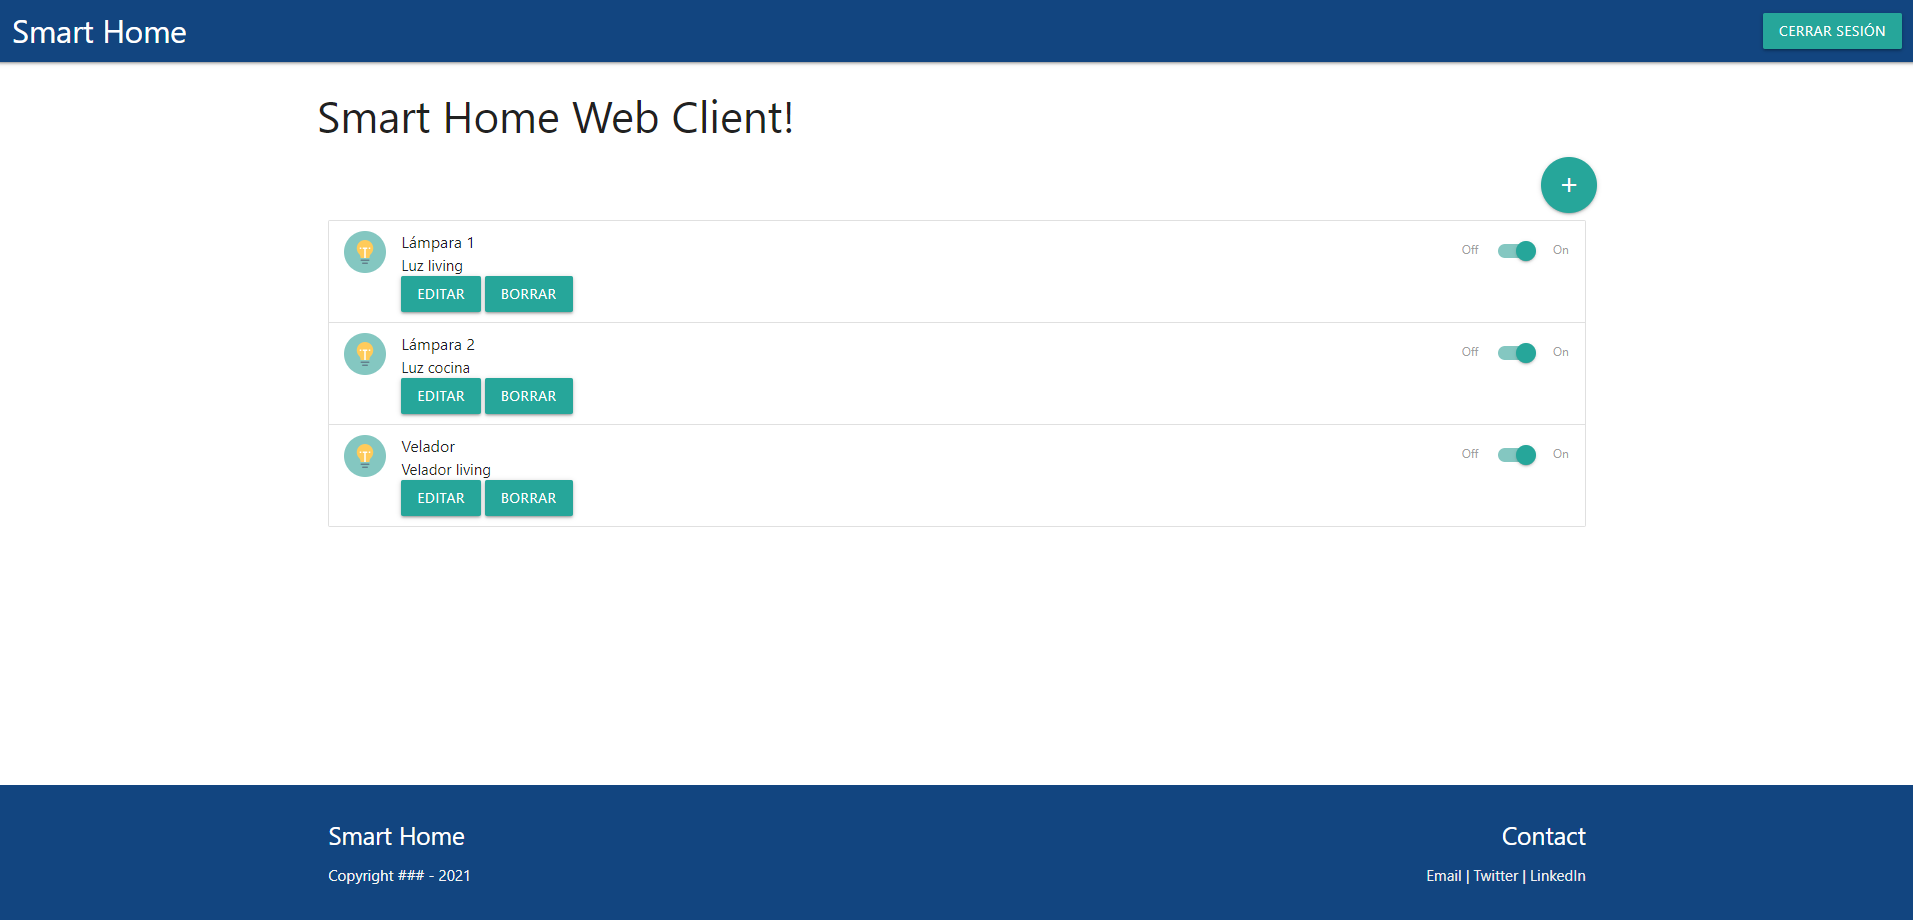 Smart Home
CERRAR SESIÓN
Smart Home Web Client!
+
Lámpara 1
Luz living
EDITAR BORRAR
Off On
Lámpara 2
Luz cocina
EDITAR BORRAR
Off On
Velador
Velador living
EDITAR BORRAR
Off On
Smart Home
Copyright ### - 2021
Contact
Email | Twitter | LinkedIn